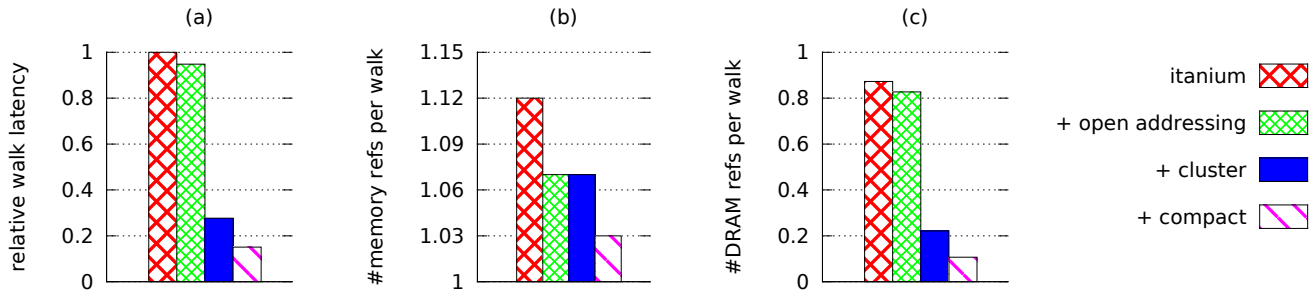 (a)
relative walk latency
1
0.8
0.6
0.4
0.2
0
(b)
#memory refs per walk
1.15
1.12
1.09
1.06
1.03
1
(c)
#DRAM refs per walk
1
0.8
0.6
0.4
0.2
0
itanium
+ open addressing
+ cluster
+ compact